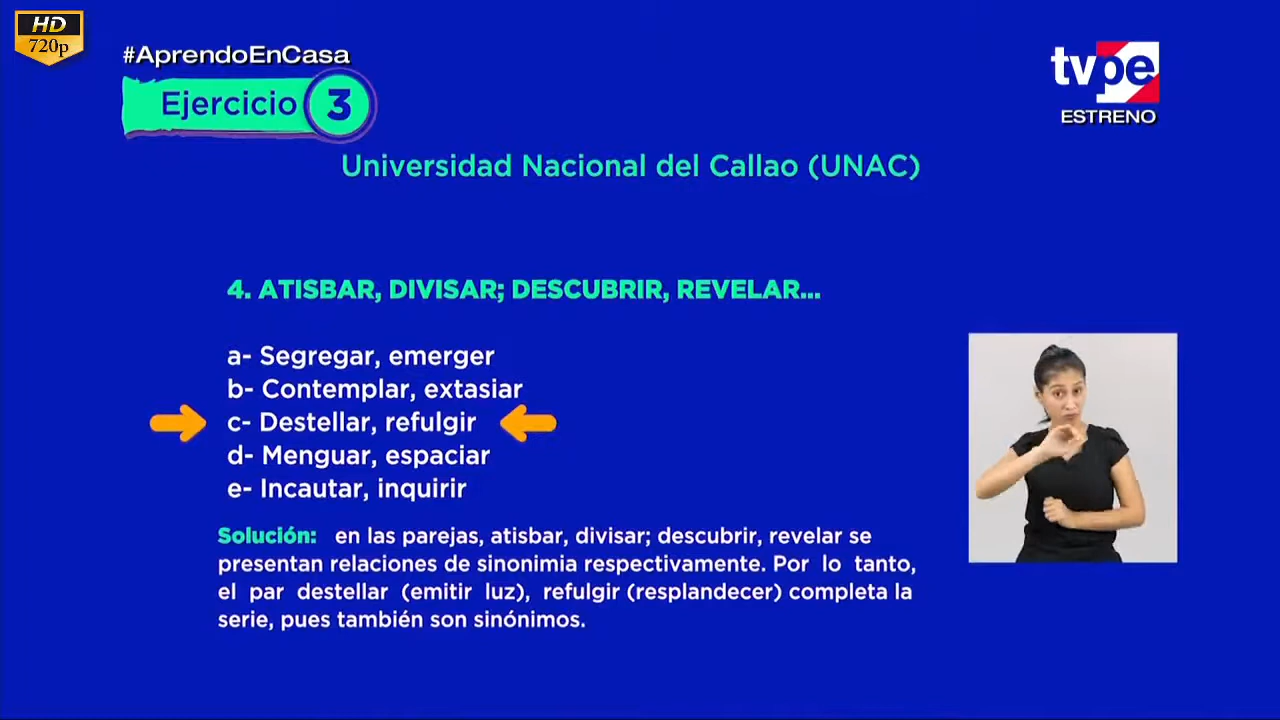 HD
720p
#AprendoEnCasa
tvpe
ESTRENO
Ejercicio 3
Universidad Nacional del Callao (UNAC)
4. ATISBAR, DIVISAR; DESCUBRIR, REVELAR...
a- Segregar, emerger
b- Contemplar, extasiar
c- Destellar, refulgir
d- Menguar, espaciar
e- Incautar, inquirir
Solución: en las parejas, atisbar, divisar; descubrir, revelar se
presentan relaciones de sinonimia respectivamente. Por lo tanto,
el par destellar (emitir luz), refulgir (resplandecer) completa la
serie, pues también son sinónimos.